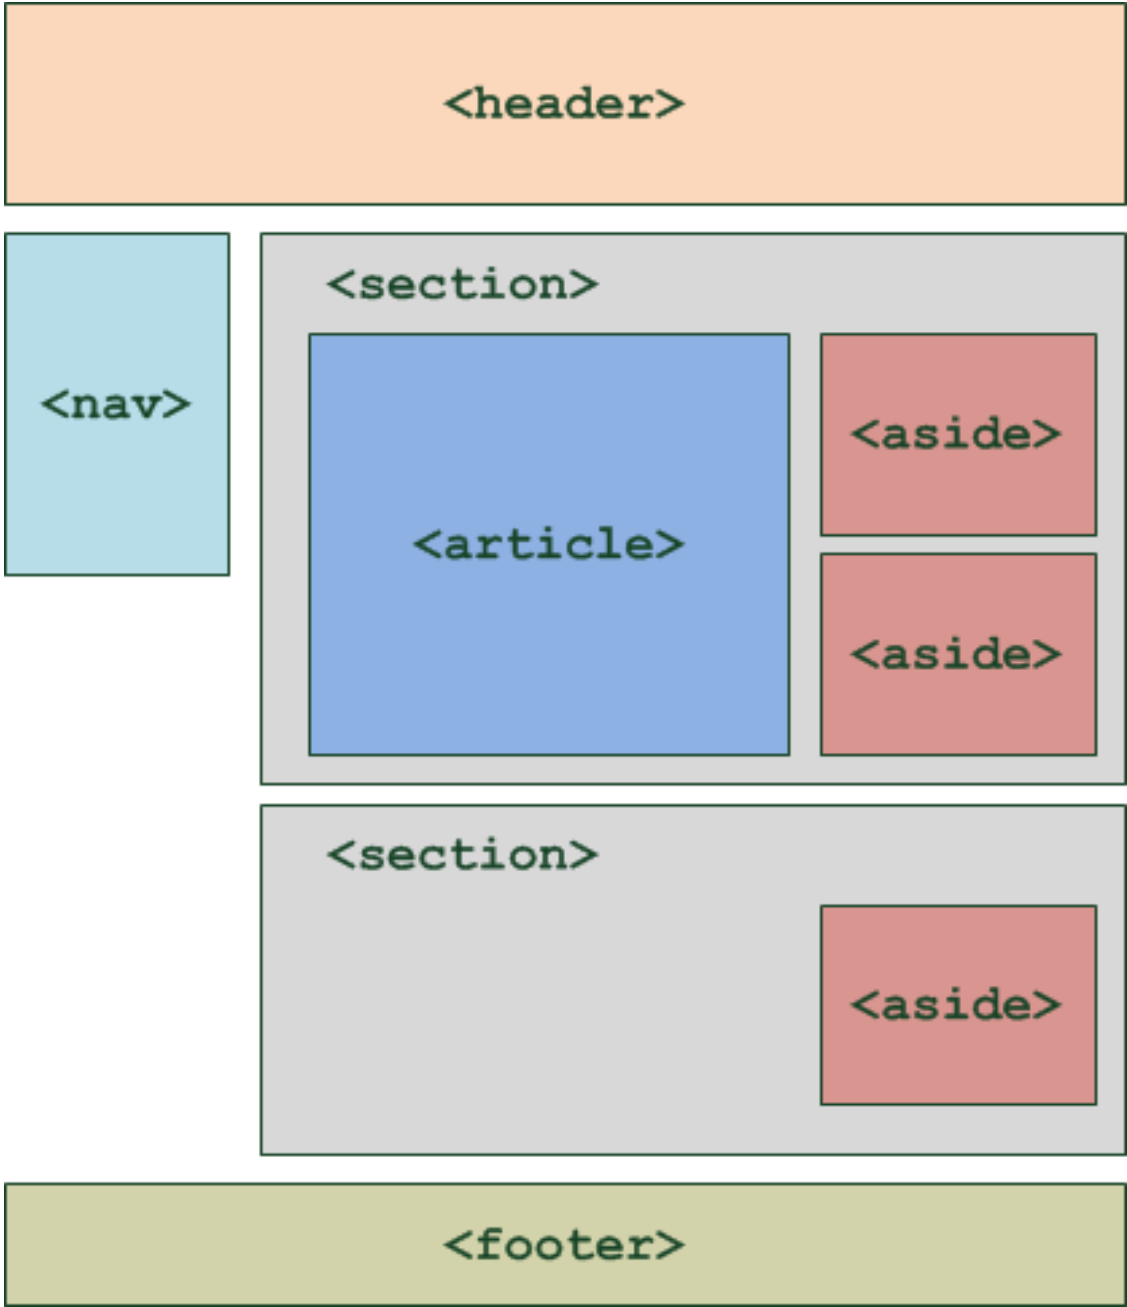 <header>
<nav>
<section>
<article>
<aside>
<aside>
<section>
<aside>
<footer>